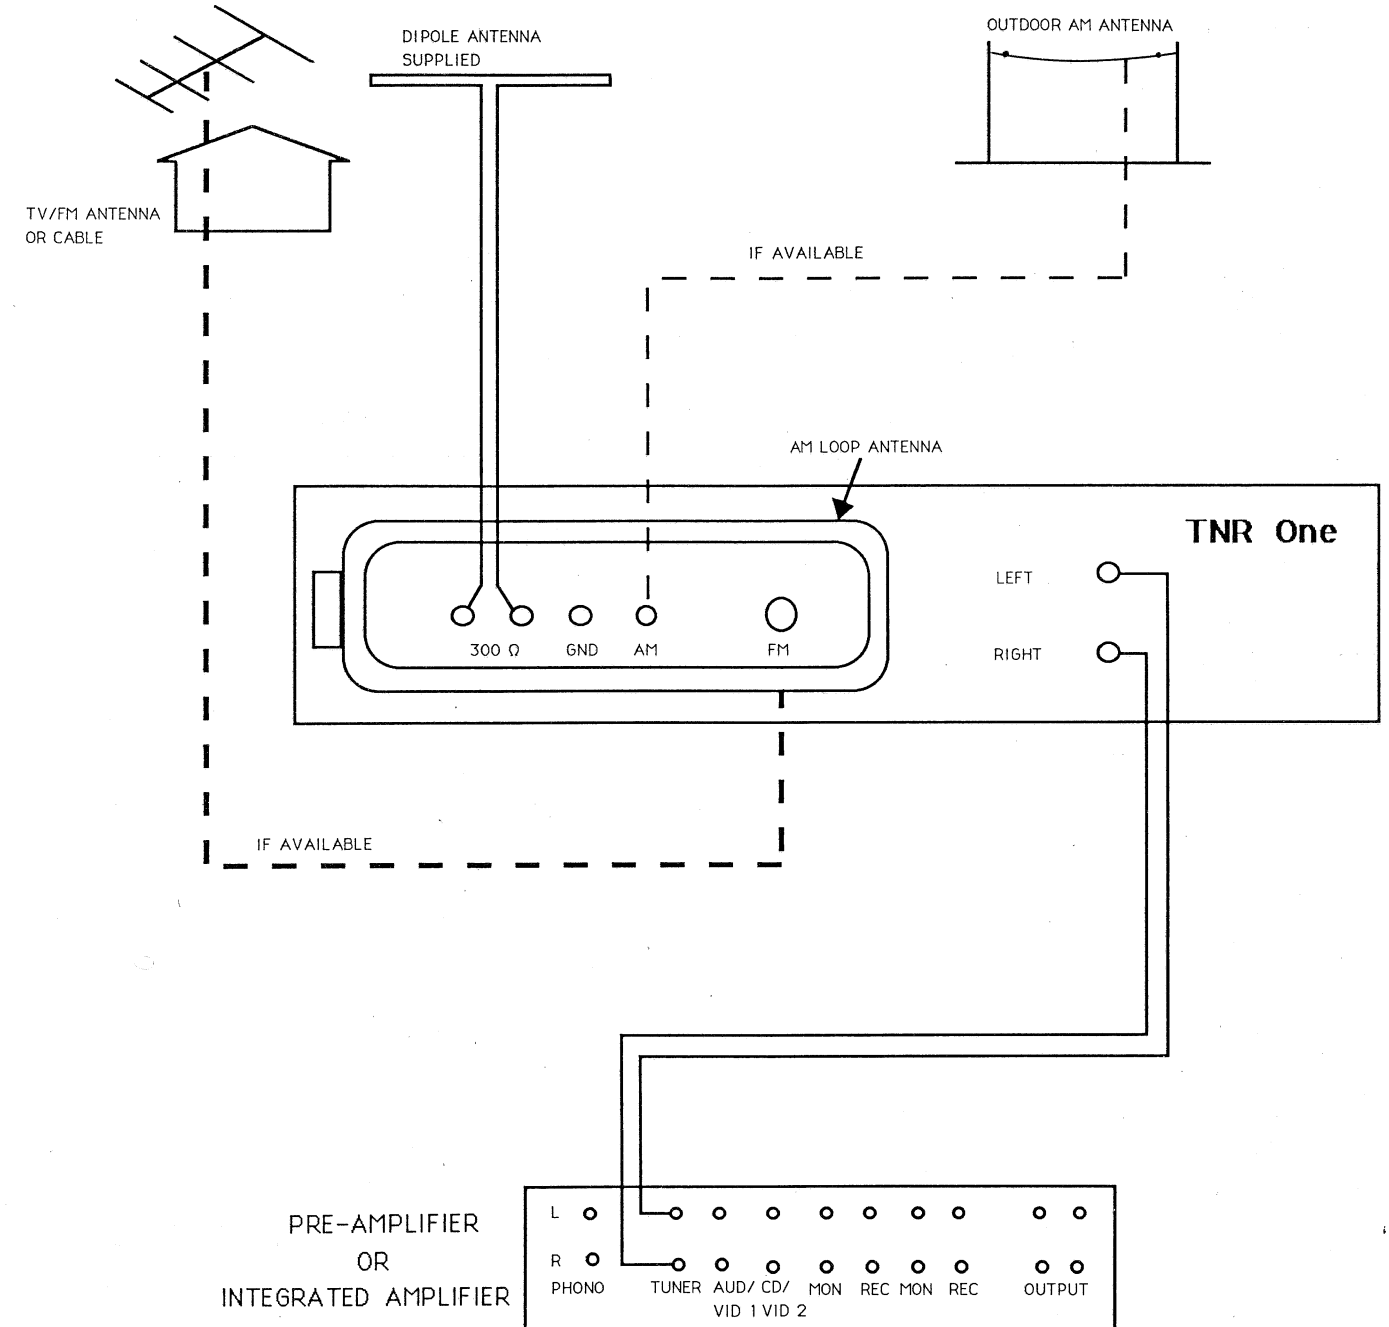 DIPOLE ANTENNA
SUPPLIED
OUTDOOR AM ANTENNA
TV/FM ANTENNA
OR CABLE
IF AVAILABLE
AM LOOP ANTENNA
TNR One
LEFT
RIGHT
300 Ω GND AM FM
IF AVAILABLE
PRE-AMPLIFIER
OR
INTEGRATED AMPLIFIER
L
R
PHONO TUNER AUD/ CD/ MON REC MON REC OUTPUT
VID 1 VID 2